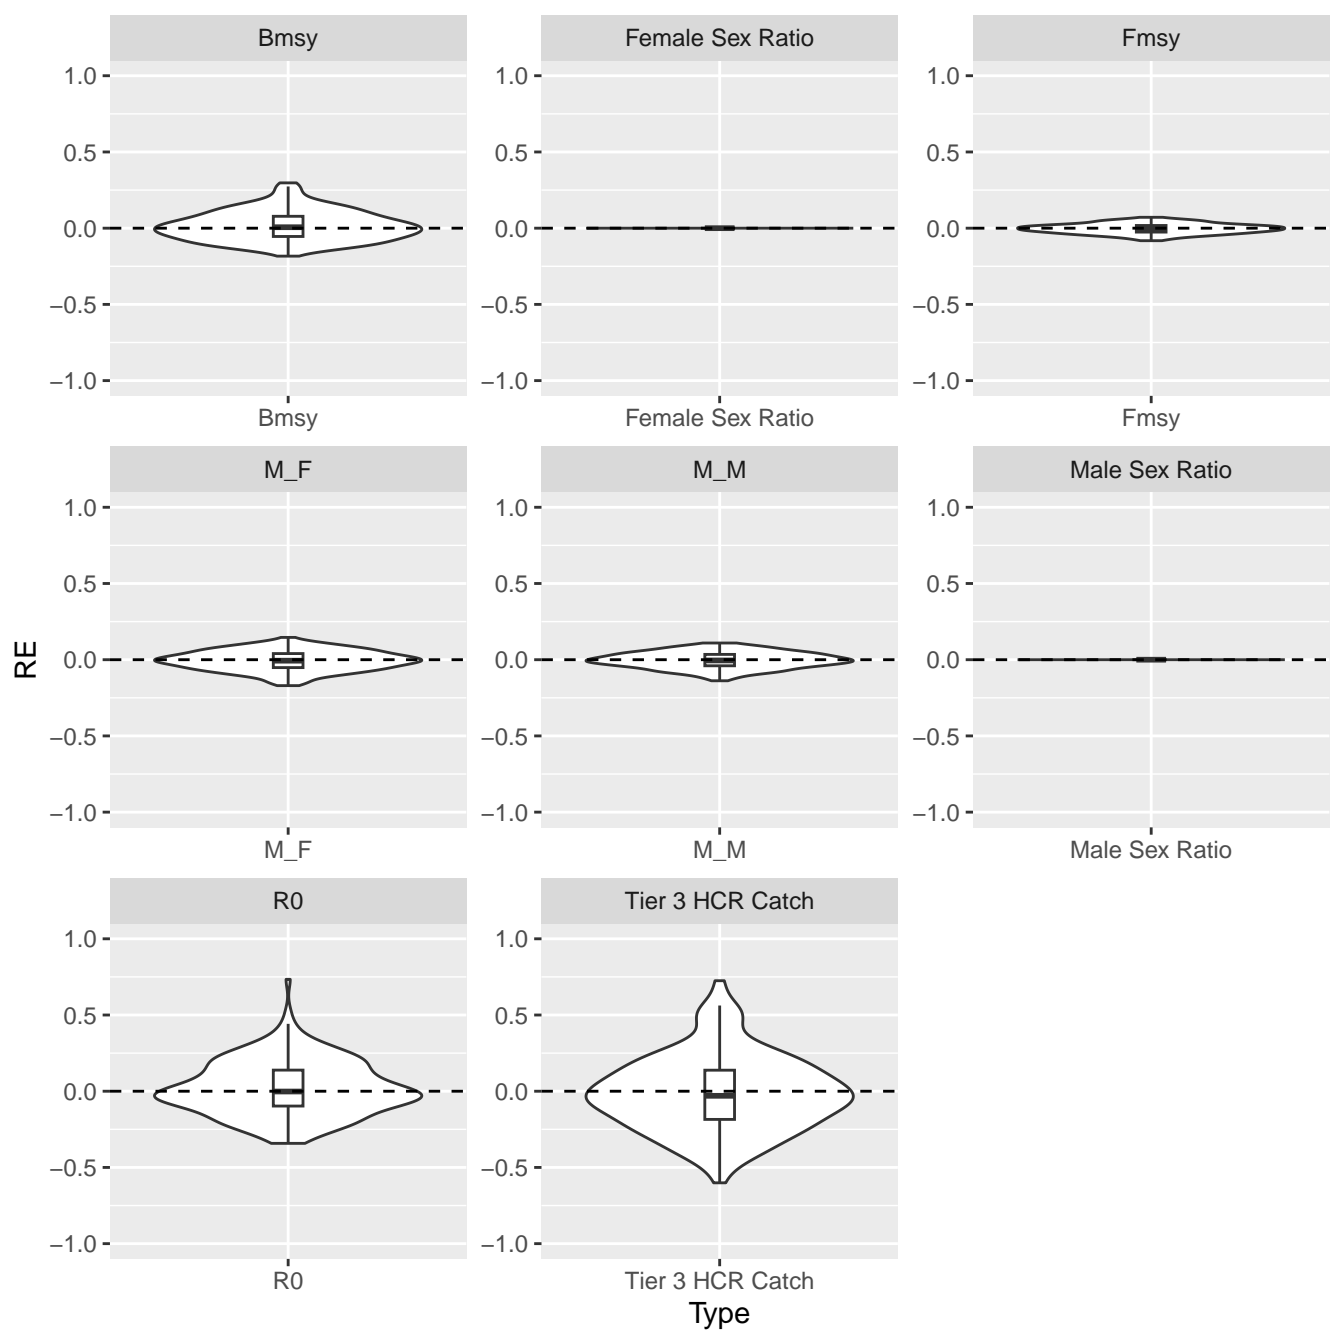 Bmsy Female Sex Ratio Fmsy
1.0 1.0 1.0
0.5 0.5 0.5
0.0 0.0 0.0
−0.5 −0.5 −0.5
−1.0 −1.0 −1.0
Bmsy Female Sex Ratio Fmsy
M_F M_M Male Sex Ratio
1.0 1.0 1.0
0.5 0.5 0.5
RE
0.0 0.0 0.0
−0.5 −0.5 −0.5
−1.0 −1.0 −1.0
M_F M_M Male Sex Ratio
R0 Tier 3 HCR Catch
1.0 1.0
0.5 0.5
0.0 0.0
−0.5 −0.5
−1.0 −1.0
R0 Tier 3 HCR Catch
Type